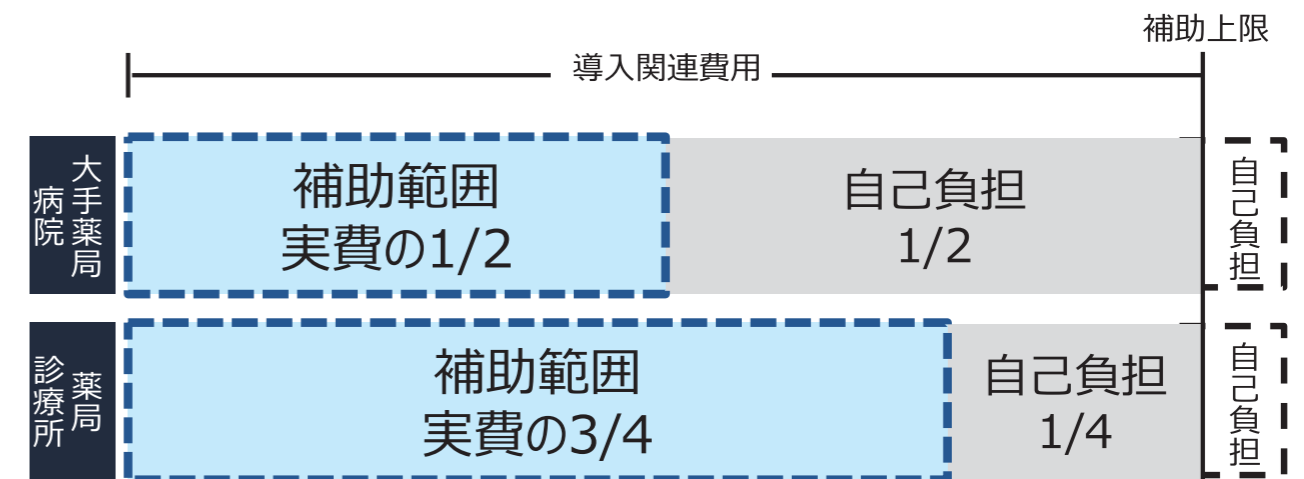 補助上限
導入関連費用
大手薬局
病院
補助範囲
実費の1/2
自己負担
1/2
自己負担
薬局
診療所
補助範囲
実費の3/4
自己負担
1/4
自己負担